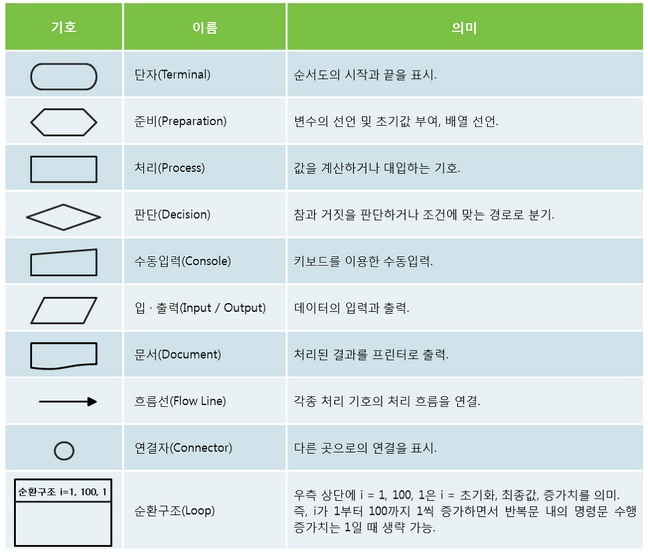 기호 이름 의미
단자(Terminal) 순서도의 시작과 끝을 표시.
준비(Preparation) 변수의 선언 및 초기값 부여, 배열 선언.
처리(Process) 값을 계산하거나 대입하는 기호.
판단(Decision) 참과 거짓을 판단하거나 조건에 맞는 경로로 분기.
수동입력(Console) 키보드를 이용한 수동입력.
입 · 출력(Input / Output) 데이터의 입력과 출력.
문서(Document) 처리된 결과를 프린터로 출력.
흐름선(Flow Line) 각종 처리 기호의 처리 흐름을 연결.
연결자(Connector) 다른 곳으로의 연결을 표시.
순환구조 i=1, 100, 1
순환구조(Loop)
우측 상단에 i = 1, 100, 1은 i = 초기화, 최종값, 증가치를 의미.
즉, i가 1부터 100까지 1씩 증가하면서 반복문 내의 명령문 수행
증가치는 1일 때 생략 가능.